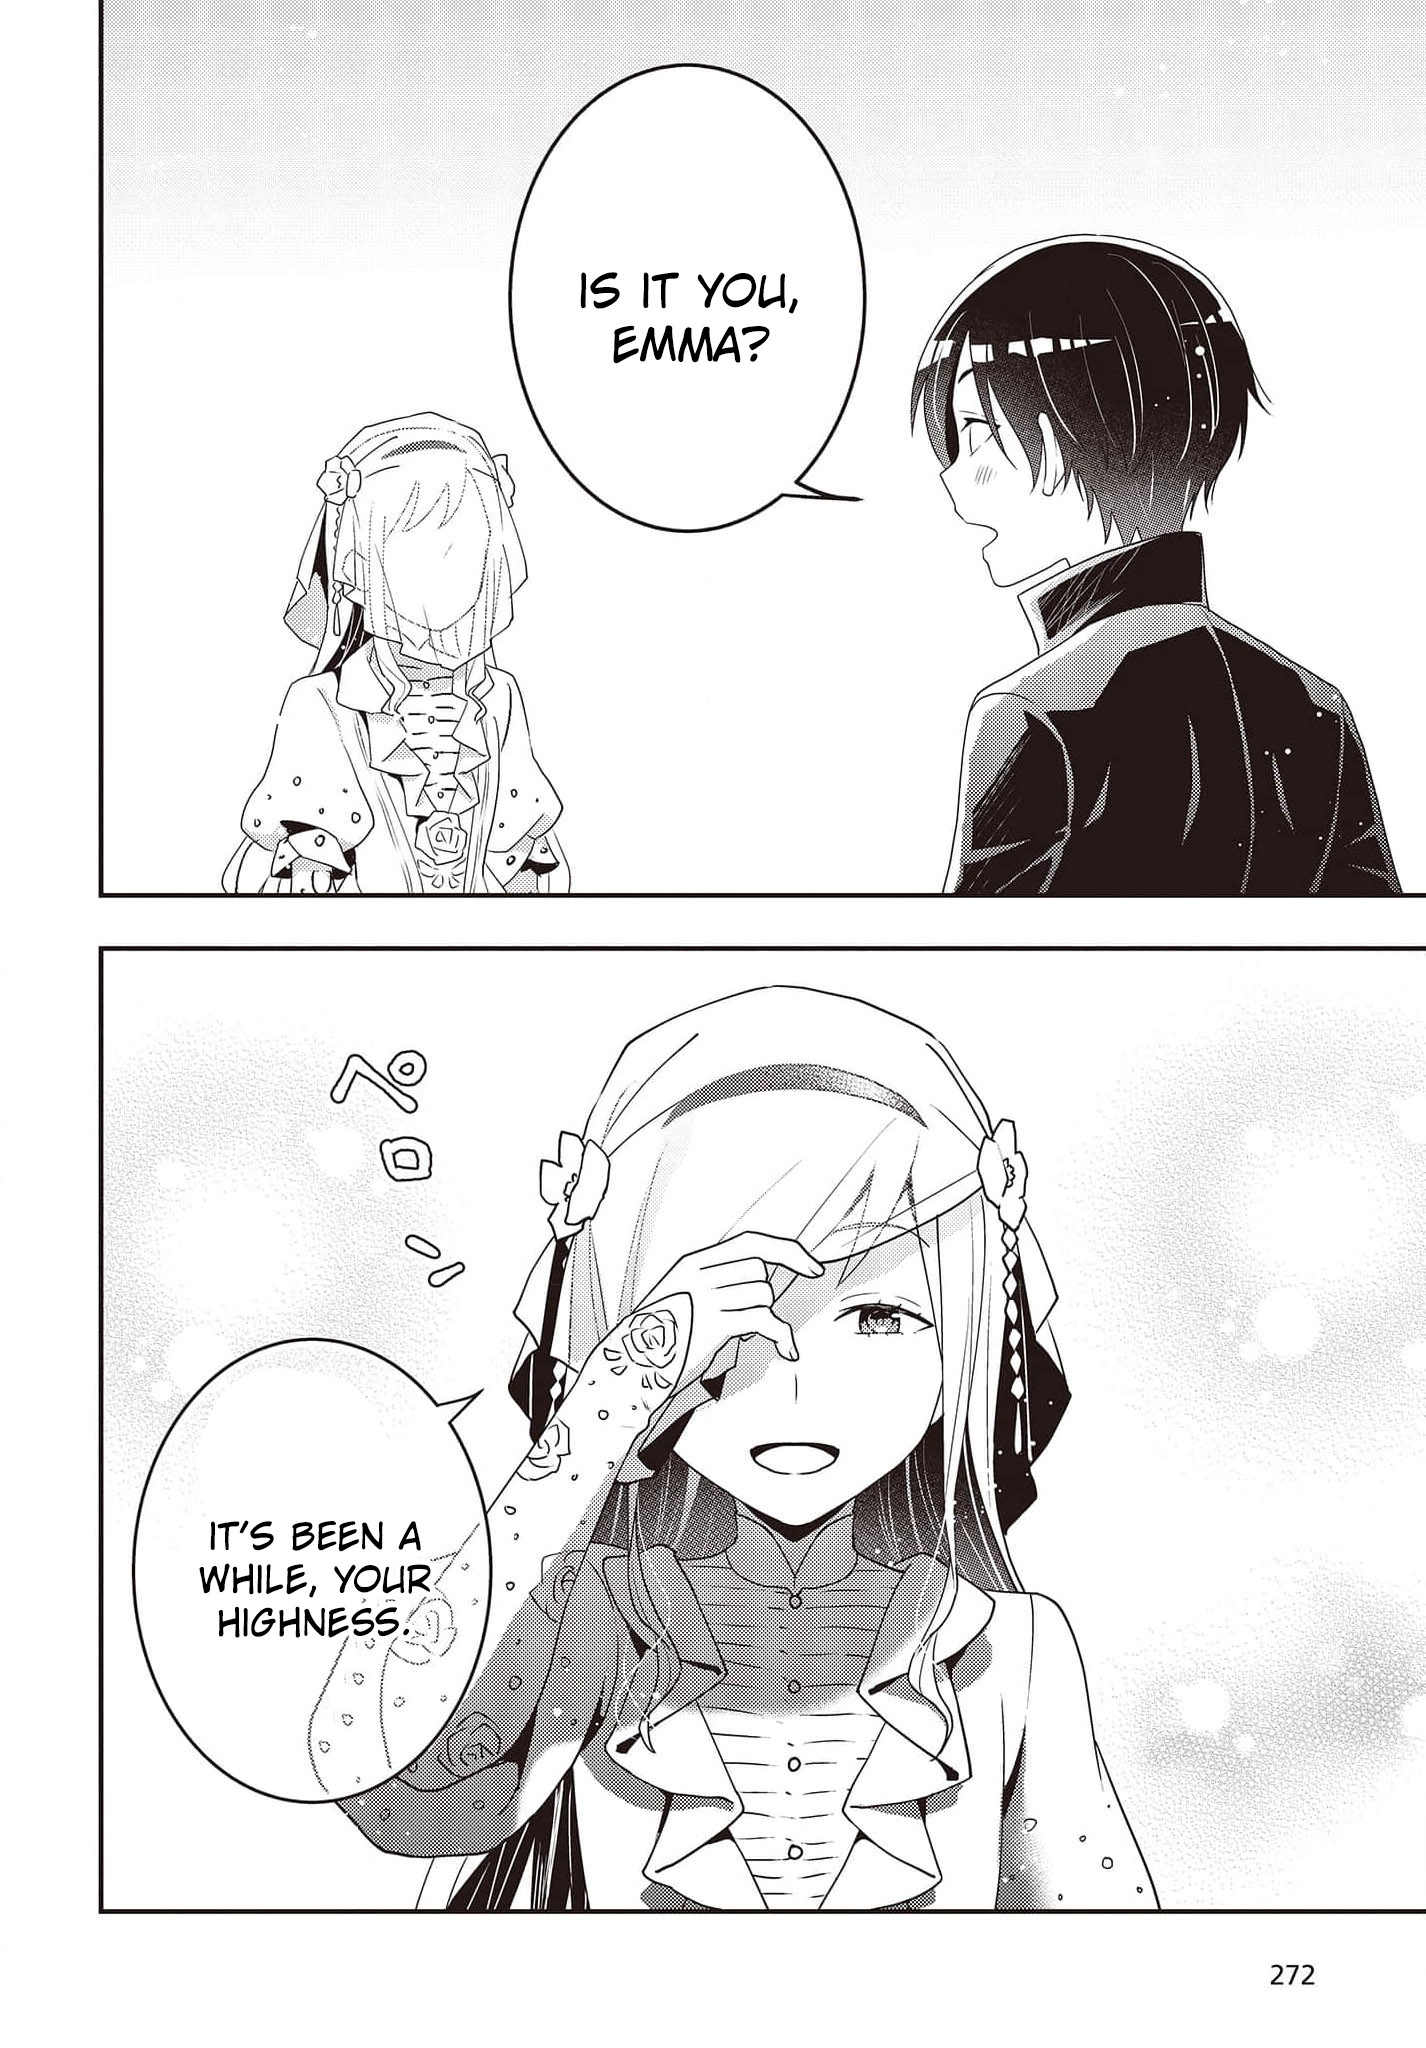 IS IT YOU,
EMMA?
ペロッ
IT'S BEEN A
WHILE, YOUR
HIGHNESS.
272